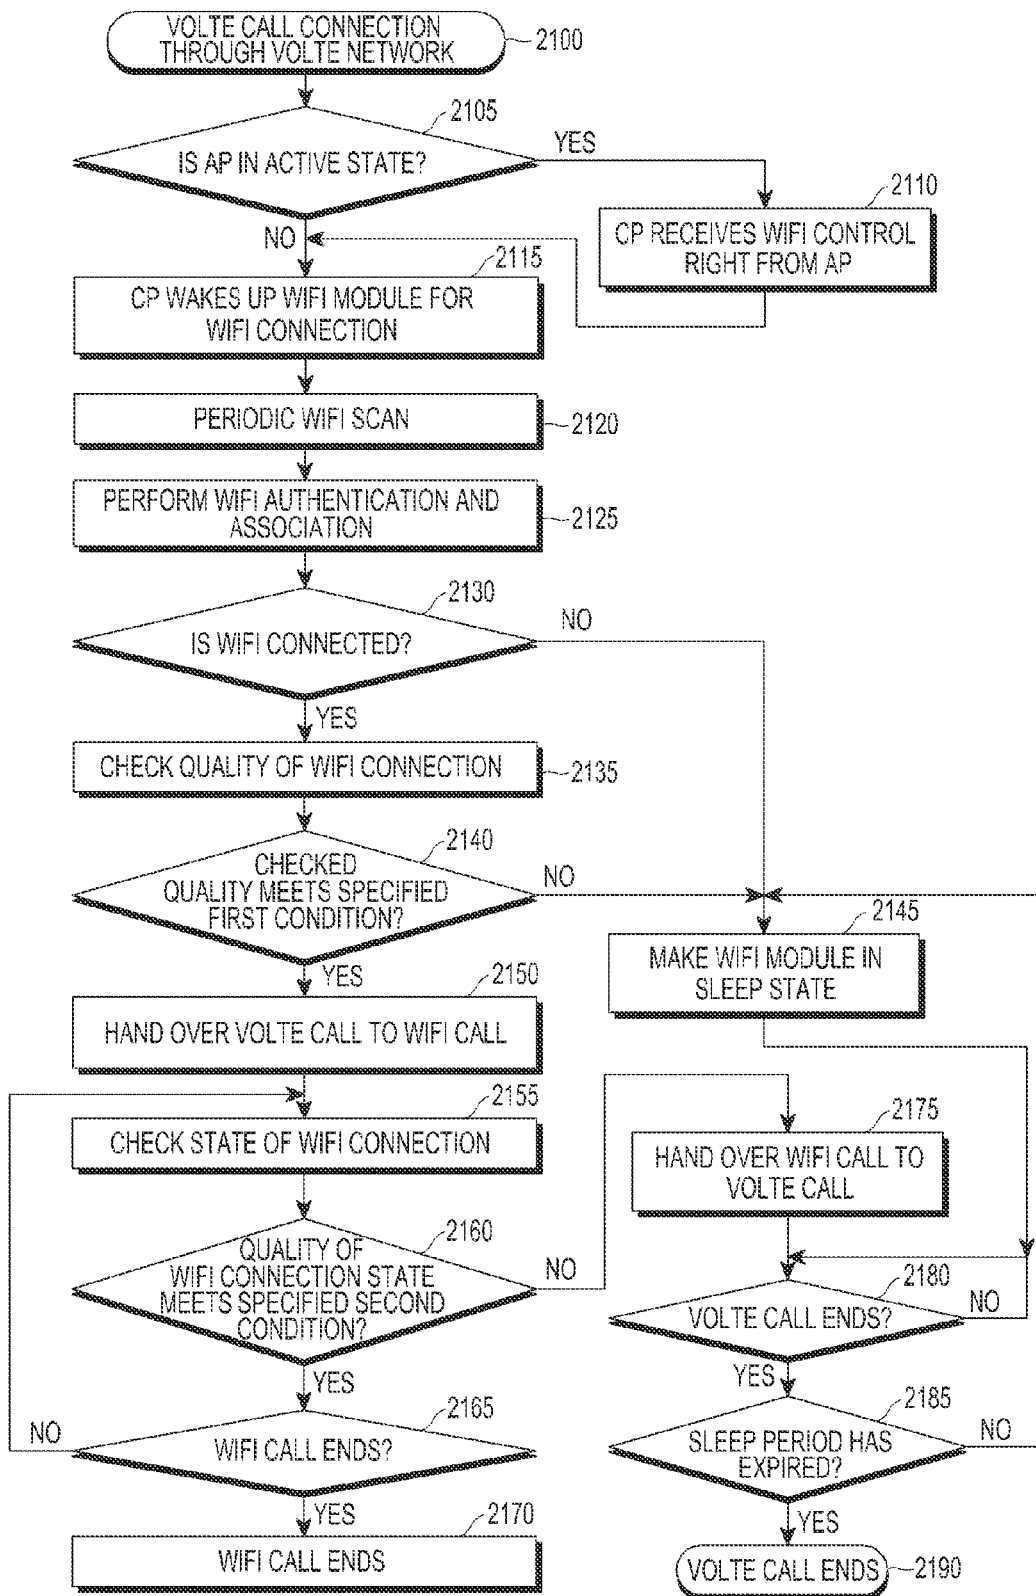 VOLTE CALL CONNECTION
THROUGH VOLTE NETWORK
2100
2105
IS AP IN ACTIVE STATE?
YES
NO
2110
CP RECEIVES WIFI CONTROL
RIGHT FROM AP
2115
CP WAKES UP WIFI MODULE FOR
WIFI CONNECTION
PERIODIC WIFI SCAN
2120
PERFORM WIFI AUTHENTICATION AND
ASSOCIATION
2125
2130
IS WIFI CONNECTED?
NO
YES
CHECK QUALITY OF WIFI CONNECTION
2135
2140
CHECKED
QUALITY MEETS SPECIFIED
FIRST CONDITION?
NO
YES
2145
MAKE WIFI MODULE IN
SLEEP STATE
2150
HAND OVER VOLTE CALL TO WIFI CALL
2155
CHECK STATE OF WIFI CONNECTION
2160
QUALITY OF
WIFI CONNECTION STATE
MEETS SPECIFIED SECOND
CONDITION?
NO
YES
2175
HAND OVER WIFI CALL TO
VOLTE CALL
2180
VOLTE CALL ENDS?
NO
YES
2165
WIFI CALL ENDS?
NO
YES
2185
SLEEP PERIOD HAS
EXPIRED?
NO
YES
2170
WIFI CALL ENDS
VOLTE CALL ENDS
2190